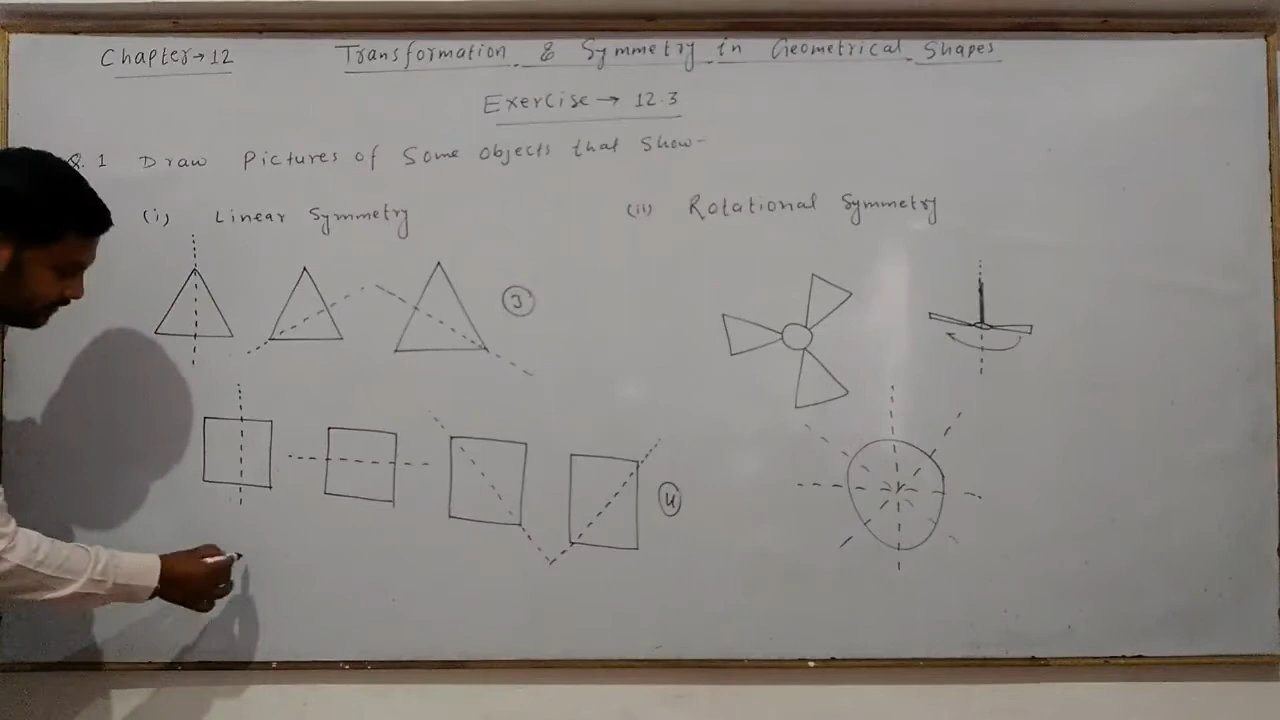 Chapter→12 Transformation & Symmetry in Geometrical Shapes
Exercise→ 12.3
Q.1 Draw Pictures of Some Objects that Show-
(i) Linear Symmetry
(ii) Rotational Symmetry
3
4